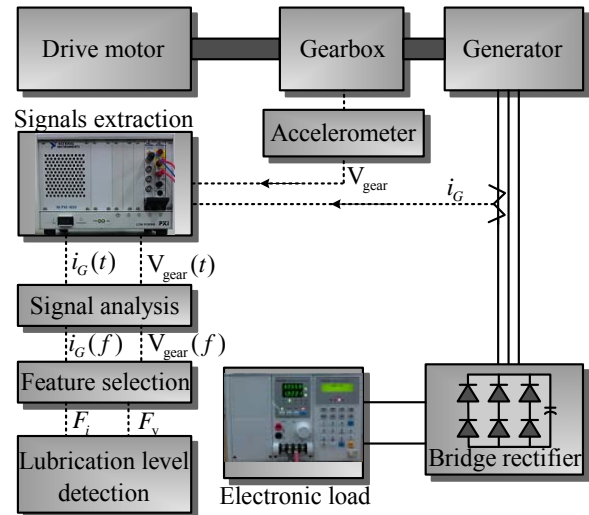 Drive motor
Gearbox
Generator
Signals extraction
Accelerometer
V_gear
i_G
PXI
i_G(t)
V_gear(t)
Signal analysis
i_G(f)
V_gear(f)
Feature selection
F_i
F_v
Lubrication level
detection
Electronic load
Bridge rectifier